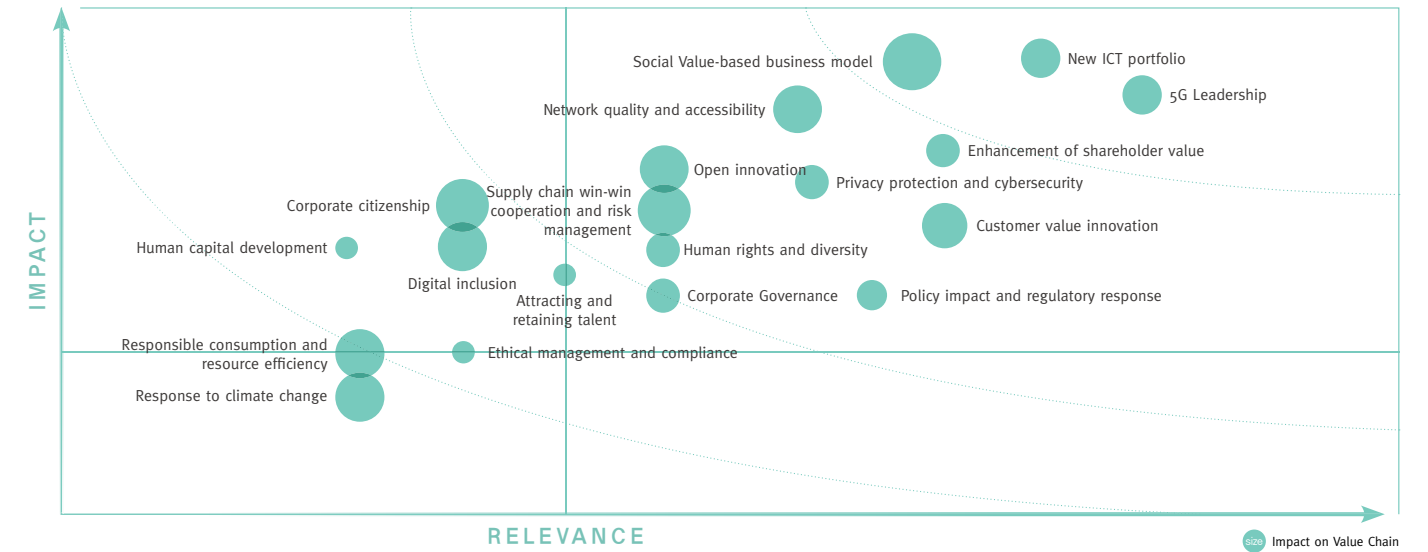 Social Value-based business model
New ICT portfolio
5G Leadership
Network quality and accessibility
Enhancement of shareholder value
Open innovation
Privacy protection and cybersecurity
Supply chain win-win
cooperation and risk
management
Corporate citizenship
Customer value innovation
Human capital development
Human rights and diversity
Digital inclusion
Attracting and
retaining talent
Corporate Governance
Policy impact and regulatory response
Responsible consumption and
resource efficiency
Ethical management and compliance
Response to climate change
IMPACT
RELEVANCE
size Impact on Value Chain